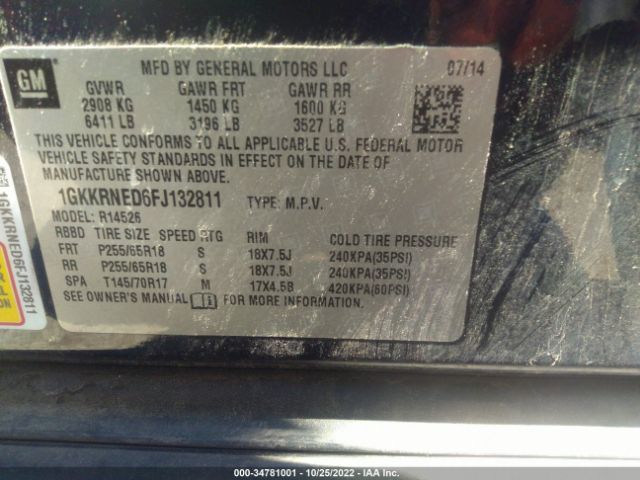 GM
MFD BY GENERAL MOTORS LLC 07/14
GVWR GAWR FRT GAWR RR
2908 KG 1450 KG 1600 KG
6411 LB 3196 LB 3527 LB
THIS VEHICLE CONFORMS TO ALL APPLICABLE U.S. FEDERAL MOTOR
VEHICLE SAFETY STANDARDS IN EFFECT ON THE DATE OF
MANUFACTURE SHOWN ABOVE.
1GKKRNED6FJ132811 TYPE: M.P.V.
MODEL: R14526
RBBD TIRE SIZE SPEED RTG RIM COLD TIRE PRESSURE
FRT P255/65R18 S 18X7.5J 240KPA(35PSI)
RR P255/65R18 S 18X7.5J 240KPA(35PSI)
SPA T145/70R17 M 17X4.5B 420KPA(60PSI)
SEE OWNER'S MANUAL
1GKKRNED6FJ132811
000-34781001 - 10/25/2022 - IAA Inc.